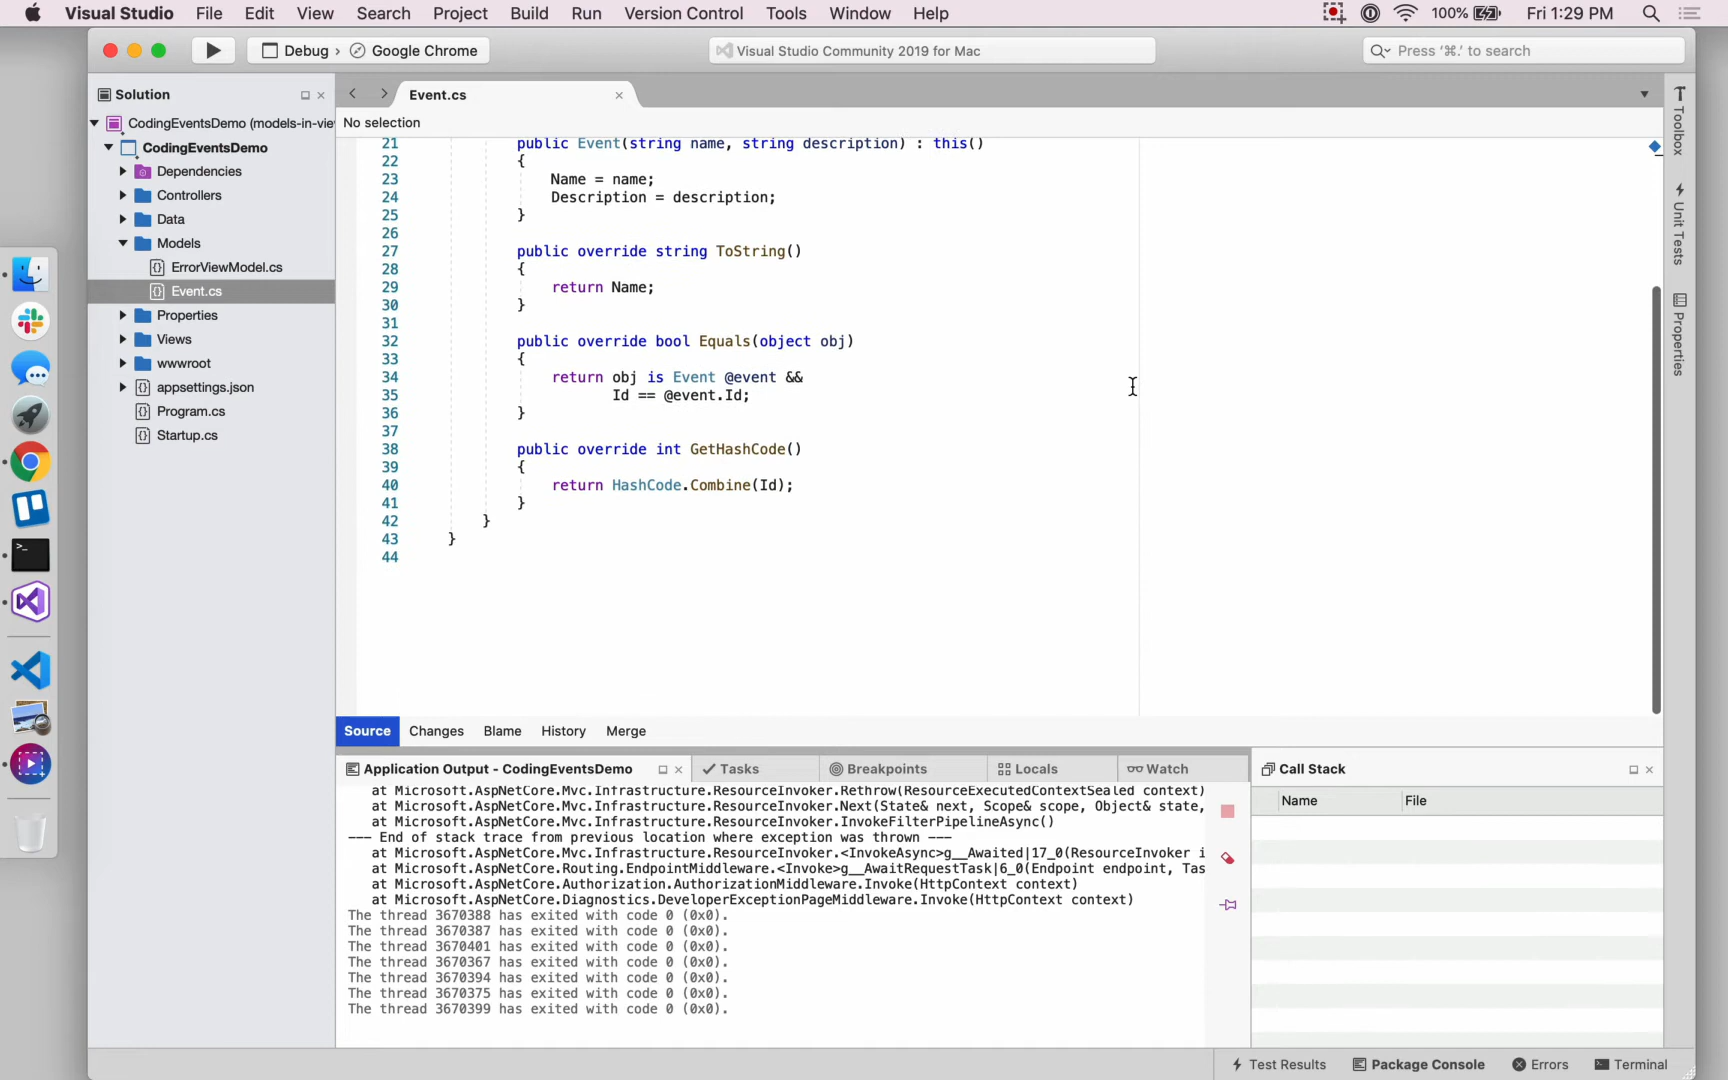 Visual Studio File Edit View Search Project Build Run Version Control Tools Window Help 100% Fri 1:29 PM
Debug › Google Chrome Visual Studio Community 2019 for Mac Press ‘⌘.’ to search
Solution Event.cs
No selection
CodingEventsDemo (models-in-vie
CodingEventsDemo
Dependencies
Controllers
Data
Models
ErrorViewModel.cs
Event.cs
Properties
Views
wwwroot
appsettings.json
Program.cs
Startup.cs
21 public Event(string name, string description) : this()
22 {
23 Name = name;
24 Description = description;
25 }
26
27 public override string ToString()
28 {
29 return Name;
30 }
31
32 public override bool Equals(object obj)
33 {
34 return obj is Event @event &&
35 Id == @event.Id;
36 }
37
38 public override int GetHashCode()
39 {
40 return HashCode.Combine(Id);
41 }
42 }
43 }
44
Toolbox
Unit Tests
Properties
Source Changes Blame History Merge
Application Output - CodingEventsDemo Tasks Breakpoints Locals Watch
at Microsoft.AspNetCore.Mvc.Infrastructure.ResourceInvoker.Rethrow(ResourceExecutedContextSealed context)
at Microsoft.AspNetCore.Mvc.Infrastructure.ResourceInvoker.Next(State& next, Scope& scope, Object& state,
at Microsoft.AspNetCore.Mvc.Infrastructure.ResourceInvoker.InvokeFilterPipelineAsync()
--- End of stack trace from previous location where exception was thrown ---
at Microsoft.AspNetCore.Mvc.Infrastructure.ResourceInvoker.<InvokeAsync>g__Awaited|17_0(ResourceInvoker i
at Microsoft.AspNetCore.Routing.EndpointMiddleware.<Invoke>g__AwaitRequestTask|6_0(Endpoint endpoint, Tas
at Microsoft.AspNetCore.Authorization.AuthorizationMiddleware.Invoke(HttpContext context)
at Microsoft.AspNetCore.Diagnostics.DeveloperExceptionPageMiddleware.Invoke(HttpContext context)
The thread 3670388 has exited with code 0 (0x0).
The thread 3670387 has exited with code 0 (0x0).
The thread 3670401 has exited with code 0 (0x0).
The thread 3670367 has exited with code 0 (0x0).
The thread 3670394 has exited with code 0 (0x0).
The thread 3670375 has exited with code 0 (0x0).
The thread 3670399 has exited with code 0 (0x0).
Call Stack
Name File
Test Results Package Console Errors Terminal